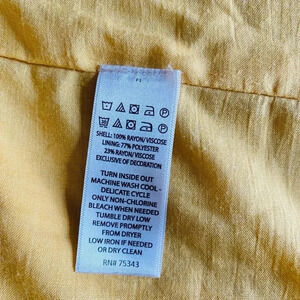 SHELL: 100% RAYON/VISCOSE
LINING: 77% POLYESTER
23% RAYON/VISCOSE
EXCLUSIVE OF DECORATION
TURN INSIDE OUT
MACHINE WASH COOL -
DELICATE CYCLE
ONLY NON-CHLORINE
BLEACH WHEN NEEDED
TUMBLE DRY LOW
REMOVE PROMPTLY
FROM DRYER
LOW IRON IF NEEDED
OR DRY CLEAN
RN# 75343